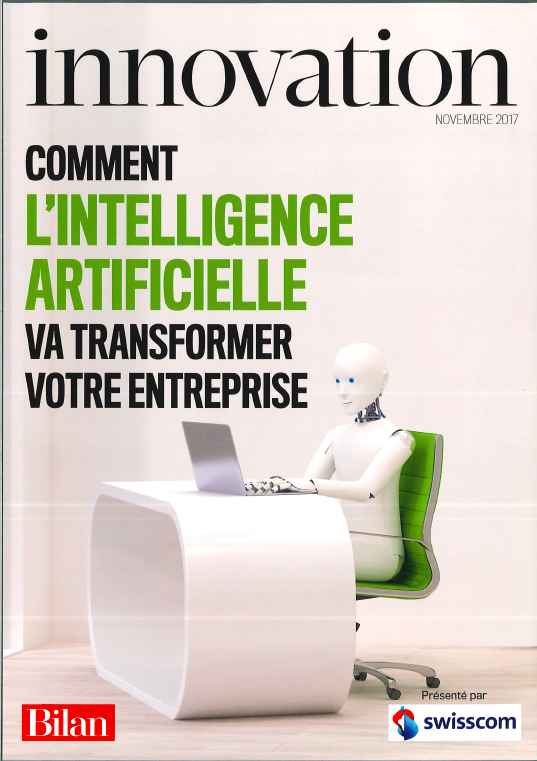 innovation
NOVEMBRE 2017
COMMENT
L'INTELLIGENCE
ARTIFICIELLE
VA TRANSFORMER
VOTRE ENTREPRISE
Présenté par
Bilan
swisscom